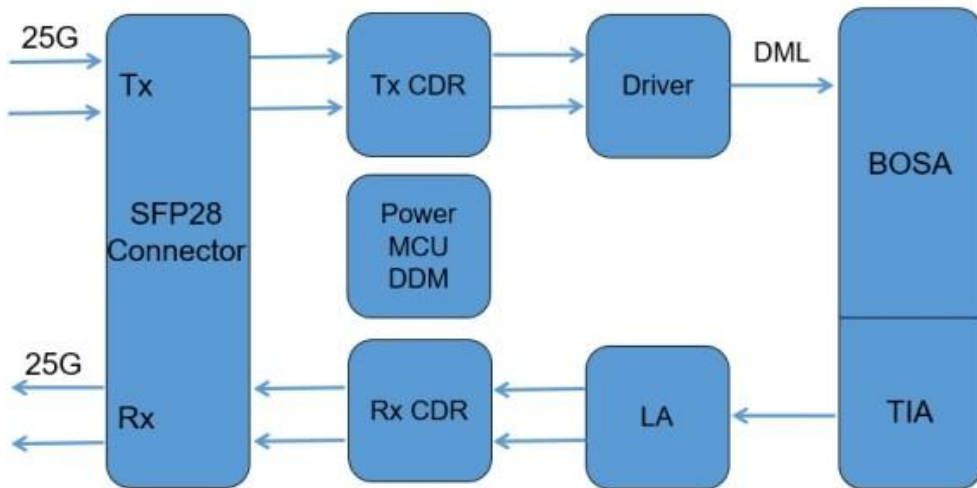 25G
Tx
SFP28
Connector
25G
Rx
Tx CDR
Power
MCU
DDM
Rx CDR
Driver
LA
DML
BOSA
TIA